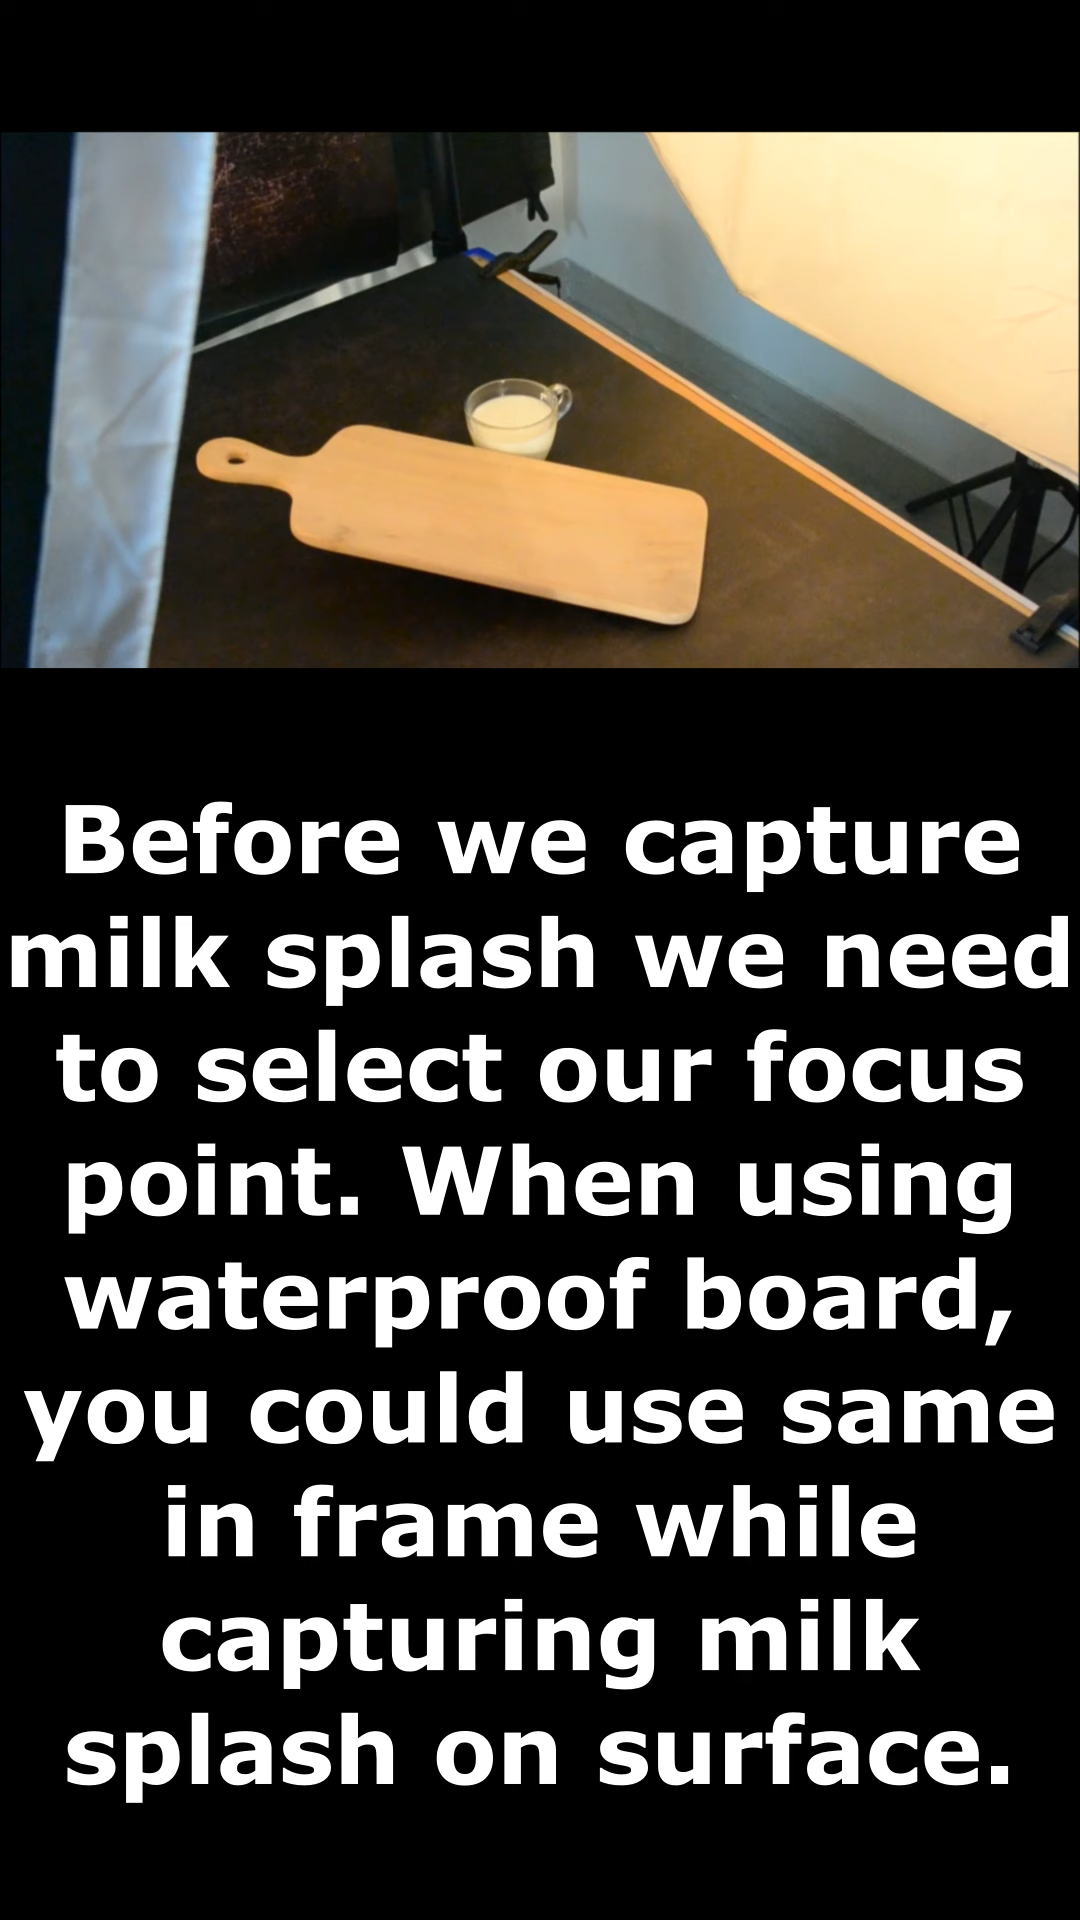 Before we capture
milk splash we need
to select our focus
point. When using
waterproof board,
you could use same
in frame while
capturing milk
splash on surface.